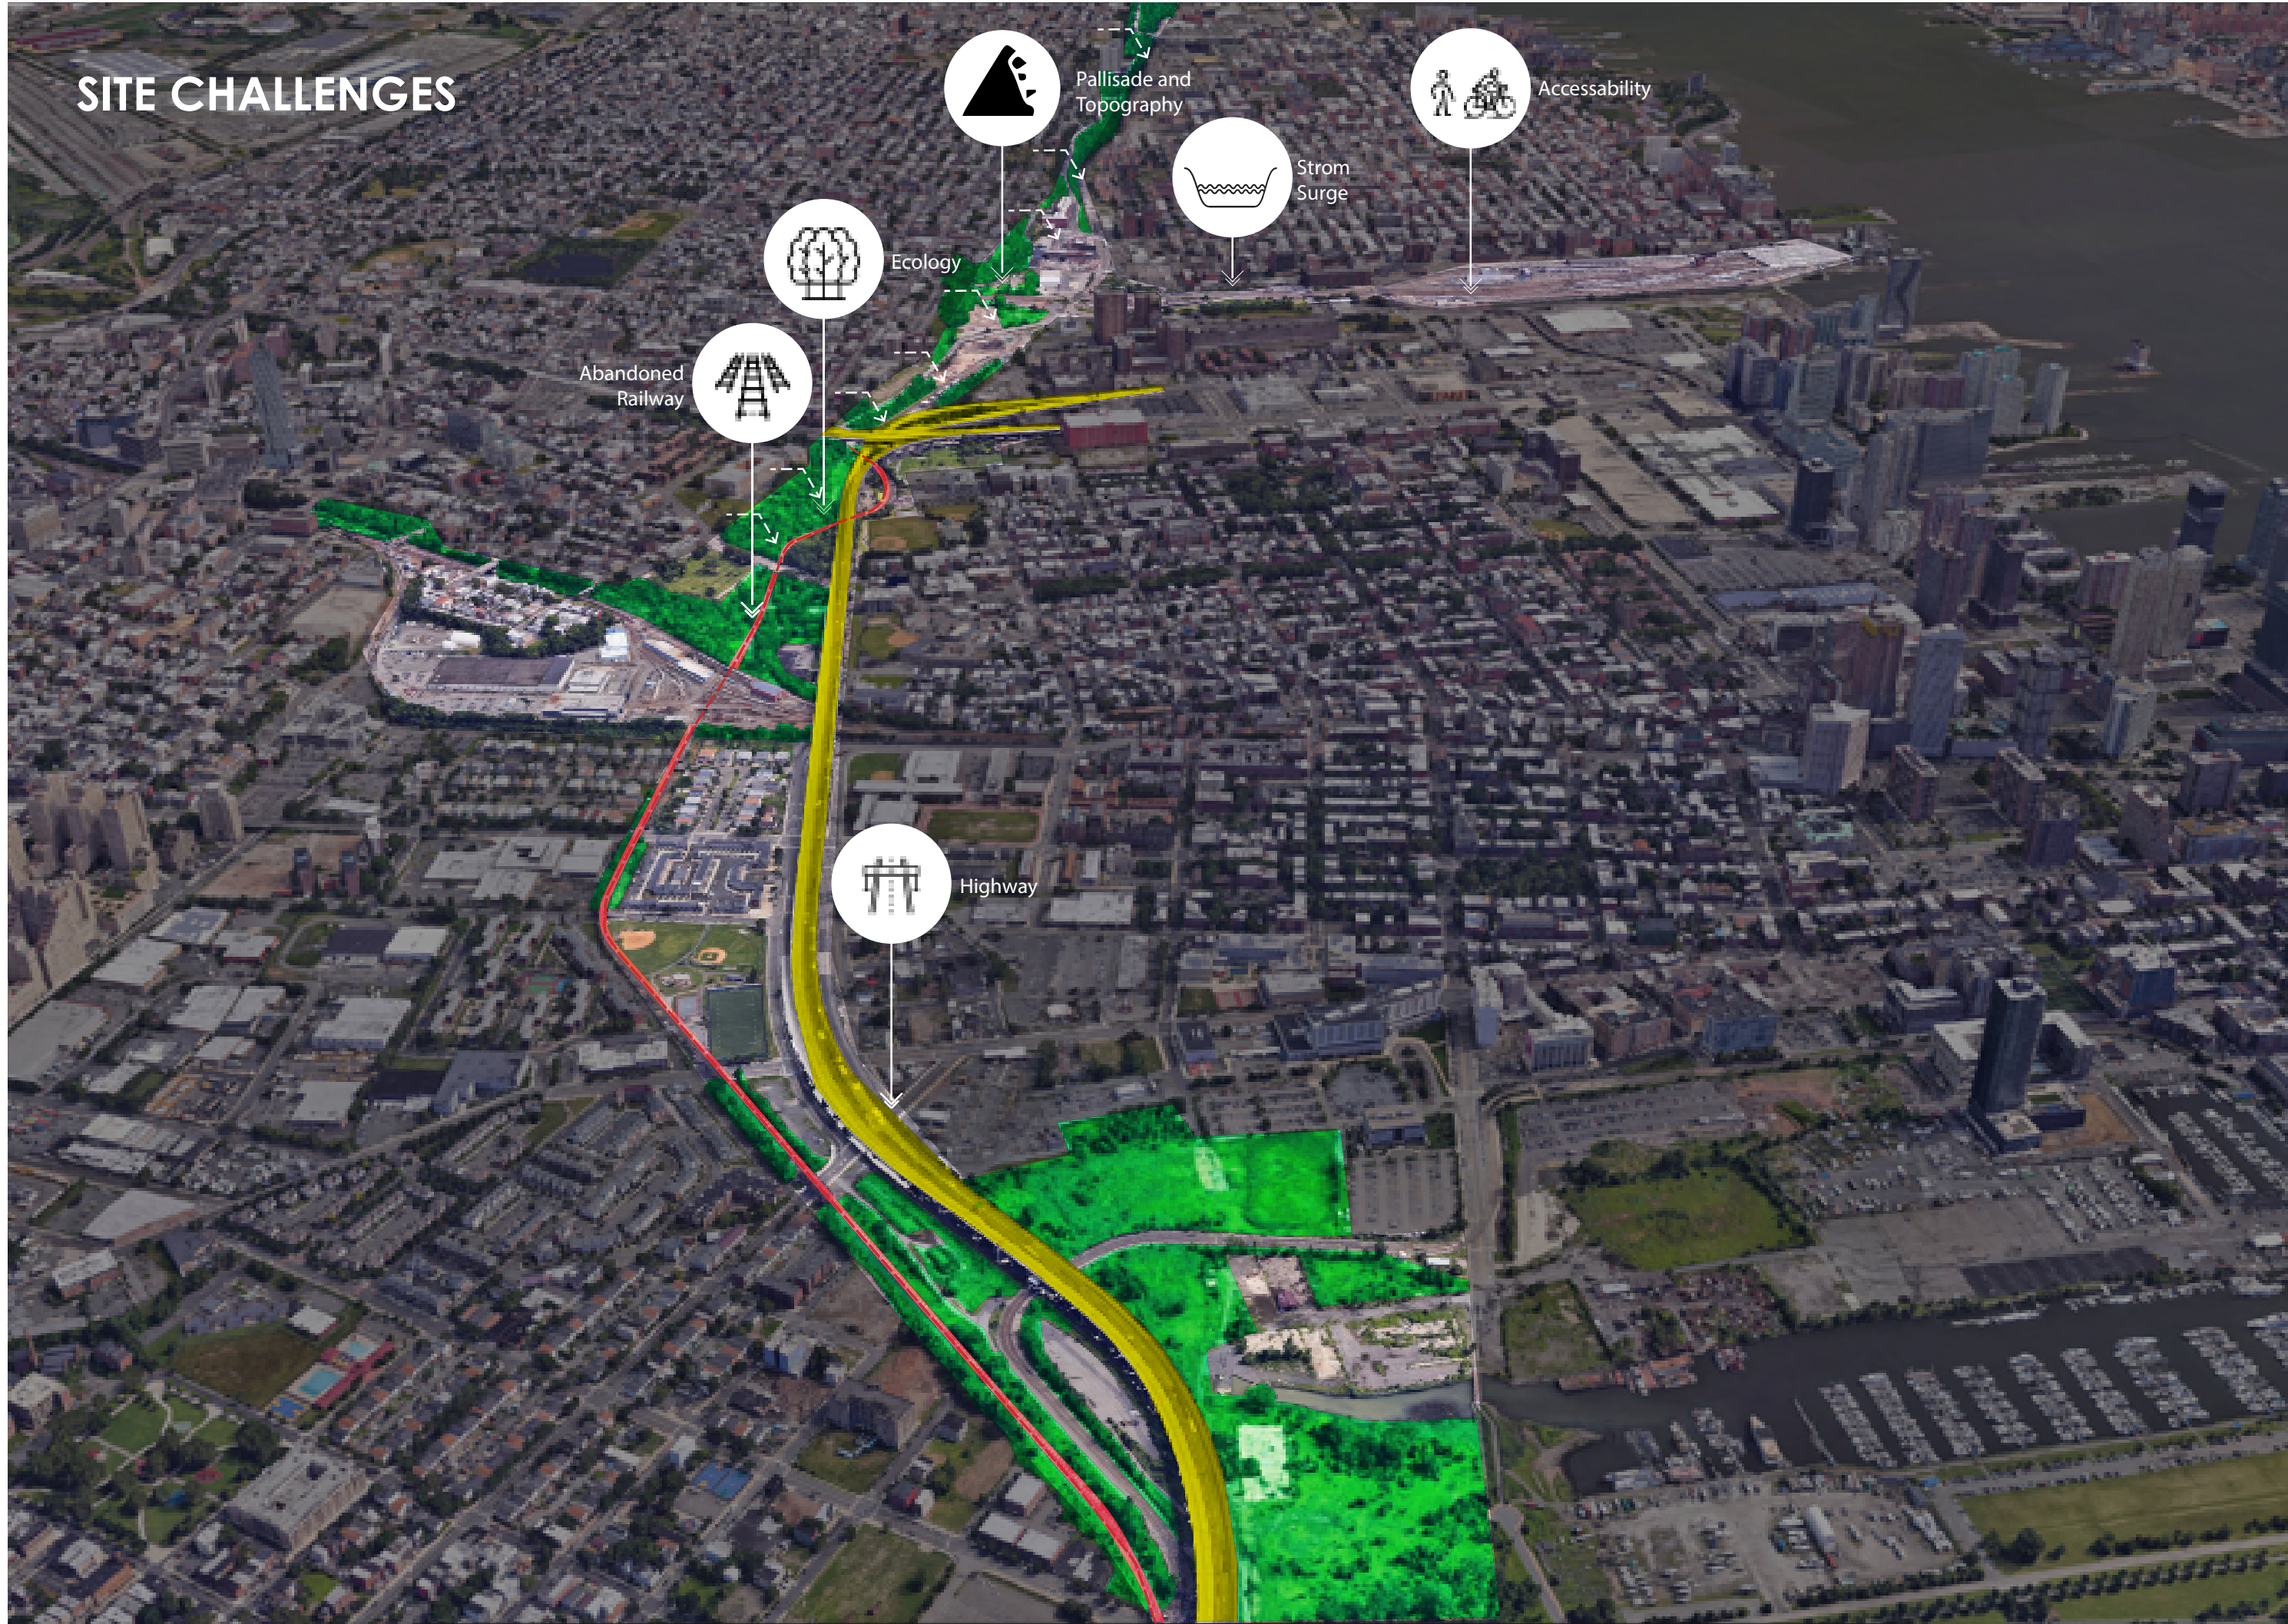 SITE CHALLENGES
Pallisade and
Topography
Accessability
Strom
Surge
Ecology
Abandoned
Railway
Highway